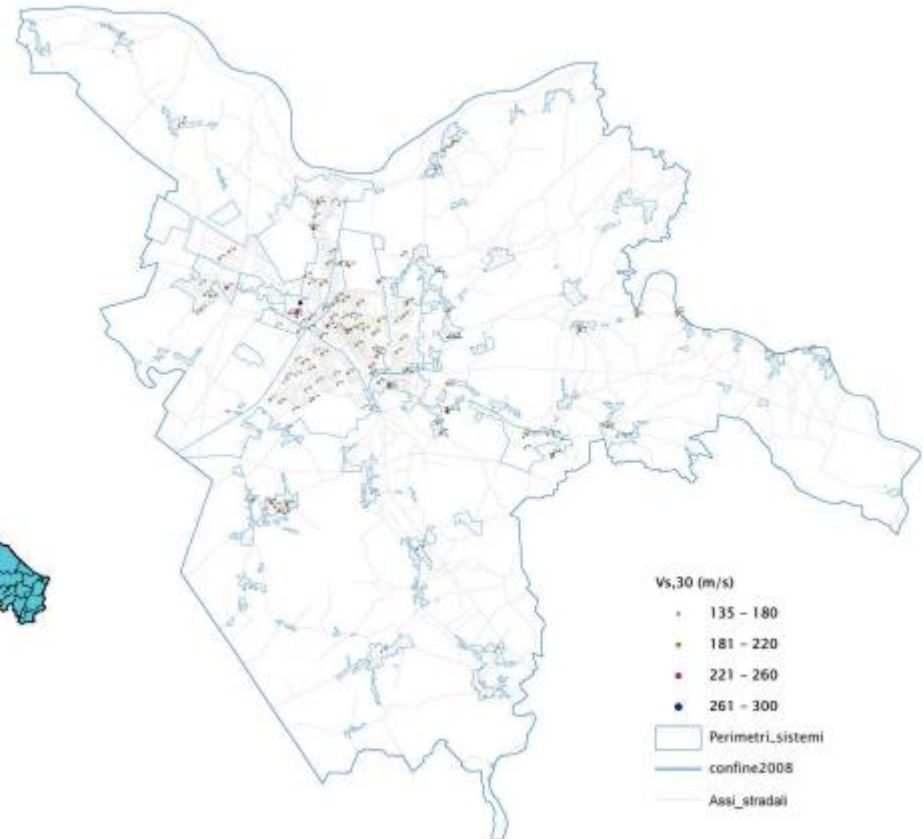 Vs,30 (m/s)
135 – 180
181 – 220
221 – 260
261 – 300
Perimetri_sistemi
confine2008
Assi_stradali